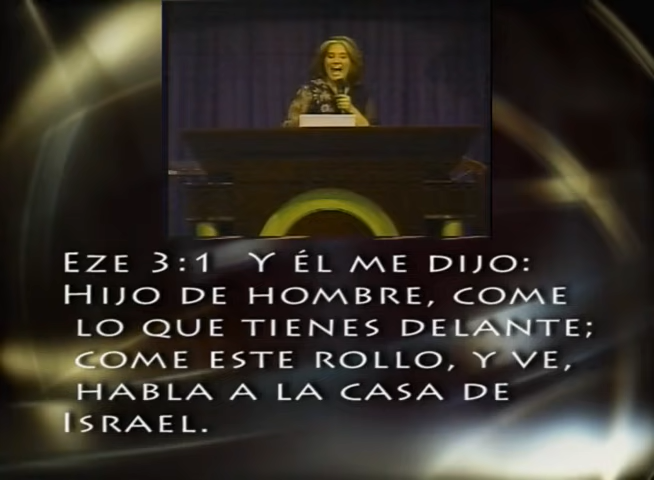 Eze 3:1 Y él me dijo:
Hijo de hombre, come
lo que tienes delante;
come este rollo, y ve,
habla a la casa de
Israel.